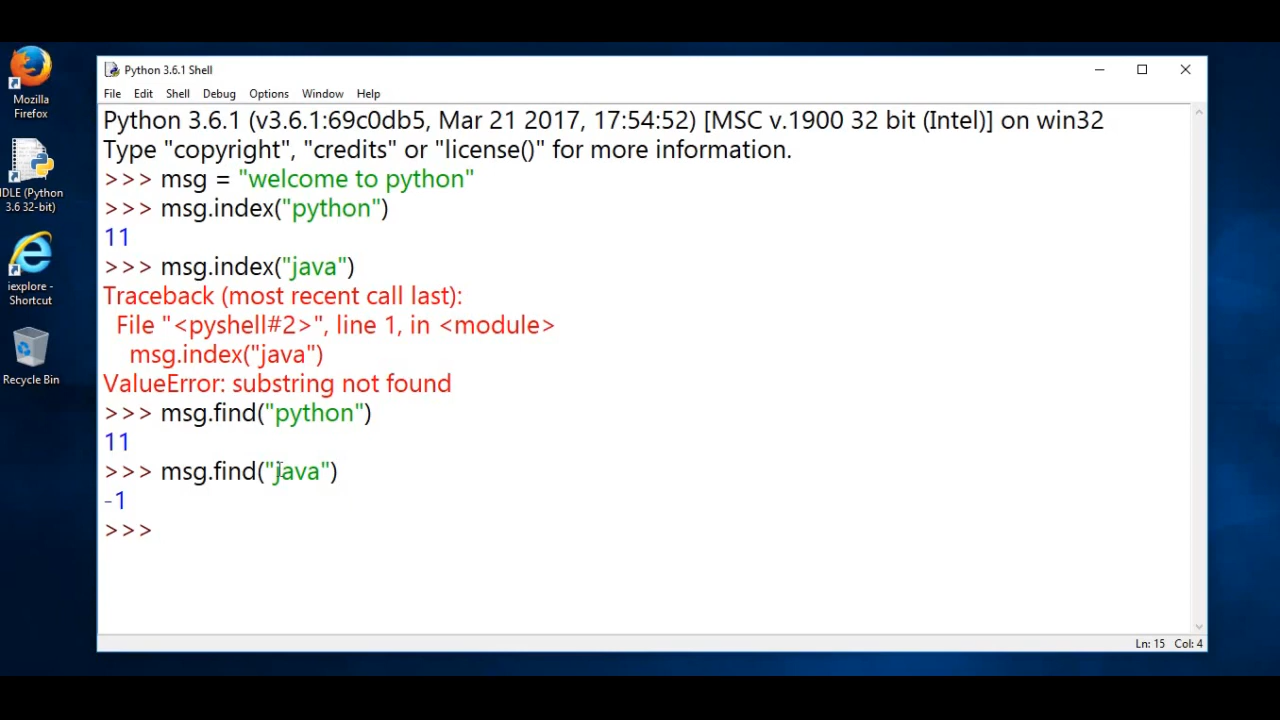 Mozilla
Firefox
IDLE (Python
3.6 32-bit)
iexplore -
Shortcut
Recycle Bin
Python 3.6.1 Shell
File Edit Shell Debug Options Window Help
Python 3.6.1 (v3.6.1:69c0db5, Mar 21 2017, 17:54:52) [MSC v.1900 32 bit (Intel)] on win32
Type "copyright", "credits" or "license()" for more information.
>>> msg = "welcome to python"
>>> msg.index("python")
11
>>> msg.index("java")
Traceback (most recent call last):
  File "<pyshell#2>", line 1, in <module>
    msg.index("java")
ValueError: substring not found
>>> msg.find("python")
11
>>> msg.find("java")
-1
>>>
Ln: 15 Col: 4